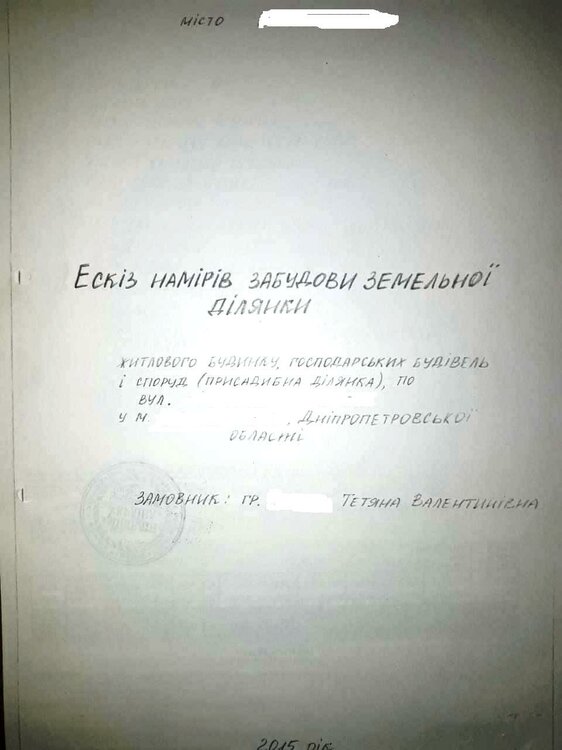 місто
Ескіз намірів забудови земельної
ділянки
житлового будинку, господарських будівель
і споруд (присадибна ділянка), по
вул.
у м. , Дніпропетровської
області
Замовник: гр. Тетяна Валентинівна
2015 рік